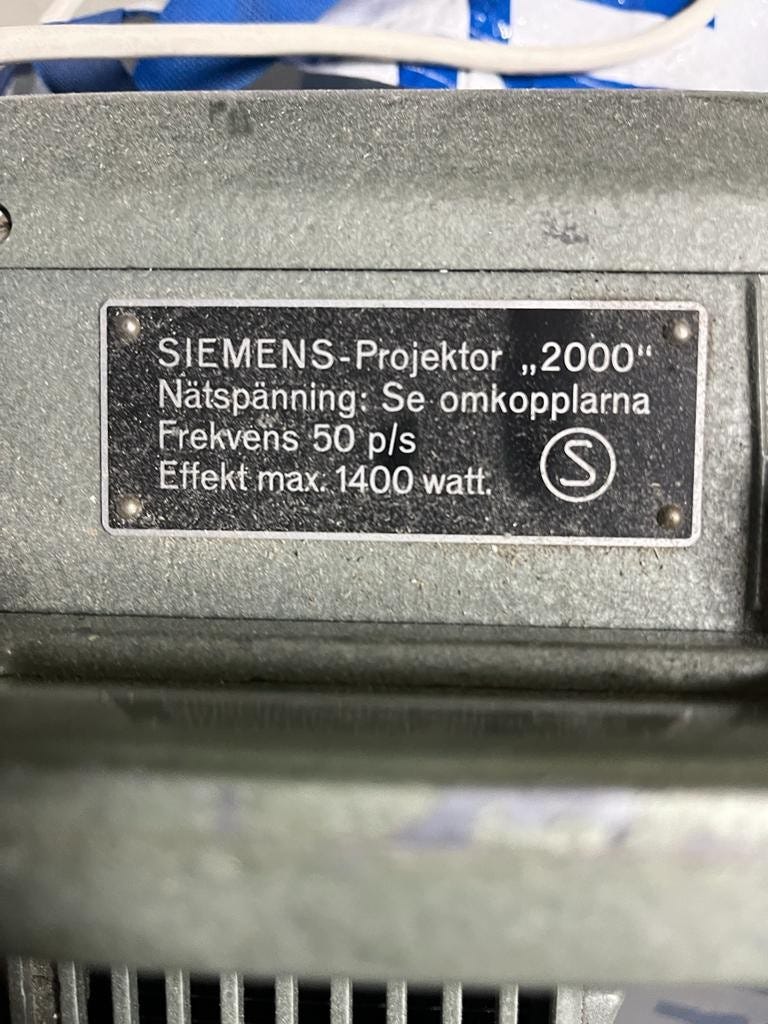 SIEMENS-Projektor „2000“
Nätspänning: Se omkopplarna
Frekvens 50 p/s
Effekt max. 1400 watt.
S